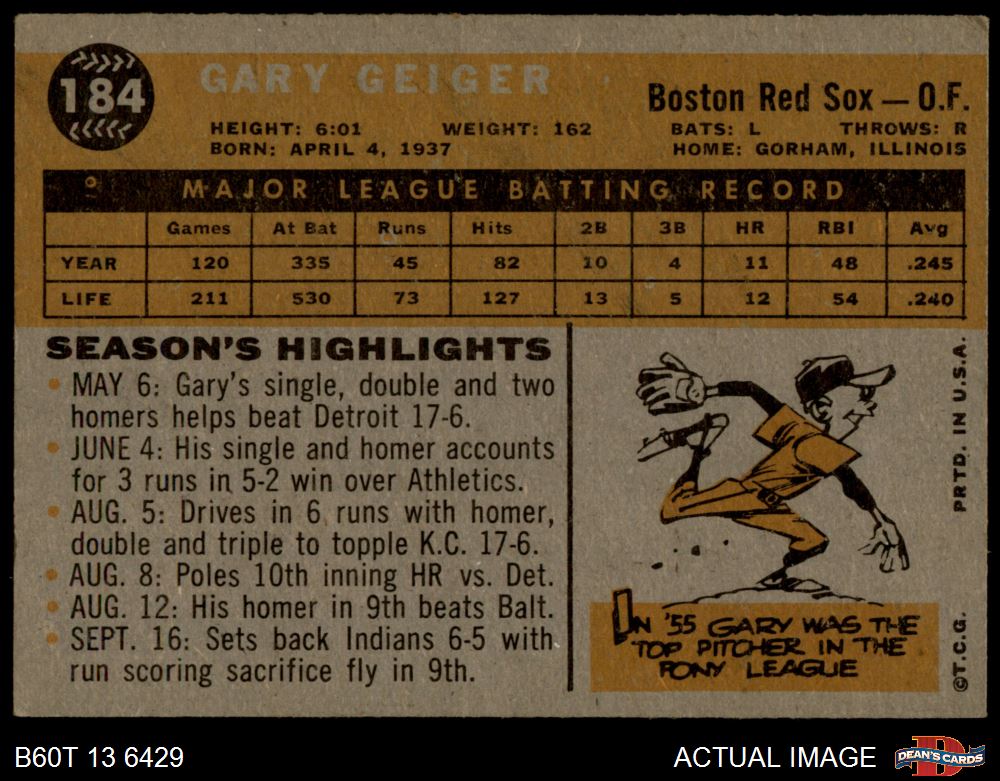 184
GARY GEIGER
Boston Red Sox — O.F.
HEIGHT: 6:01 WEIGHT: 162 BATS: L THROWS: R
BORN: APRIL 4, 1937 HOME: GORHAM, ILLINOIS
MAJOR LEAGUE BATTING RECORD
Games At Bat Runs Hits 2B 3B HR RBI Avg
YEAR 120 335 45 82 10 4 11 48 .245
LIFE 211 530 73 127 13 5 12 54 .240
SEASON'S HIGHLIGHTS
• MAY 6: Gary's single, double and two
homers helps beat Detroit 17-6.
• JUNE 4: His single and homer accounts
for 3 runs in 5-2 win over Athletics.
• AUG. 5: Drives in 6 runs with homer,
double and triple to topple K.C. 17-6.
• AUG. 8: Poles 10th inning HR vs. Det.
• AUG. 12: His homer in 9th beats Balt.
• SEPT. 16: Sets back Indians 6-5 with
run scoring sacrifice fly in 9th.
IN '55 GARY WAS THE
TOP PITCHER IN THE
PONY LEAGUE
PRTD. IN U.S.A.
©T.C.G.
B60T 13 6429
ACTUAL IMAGE
D
DEAN'S CARDS